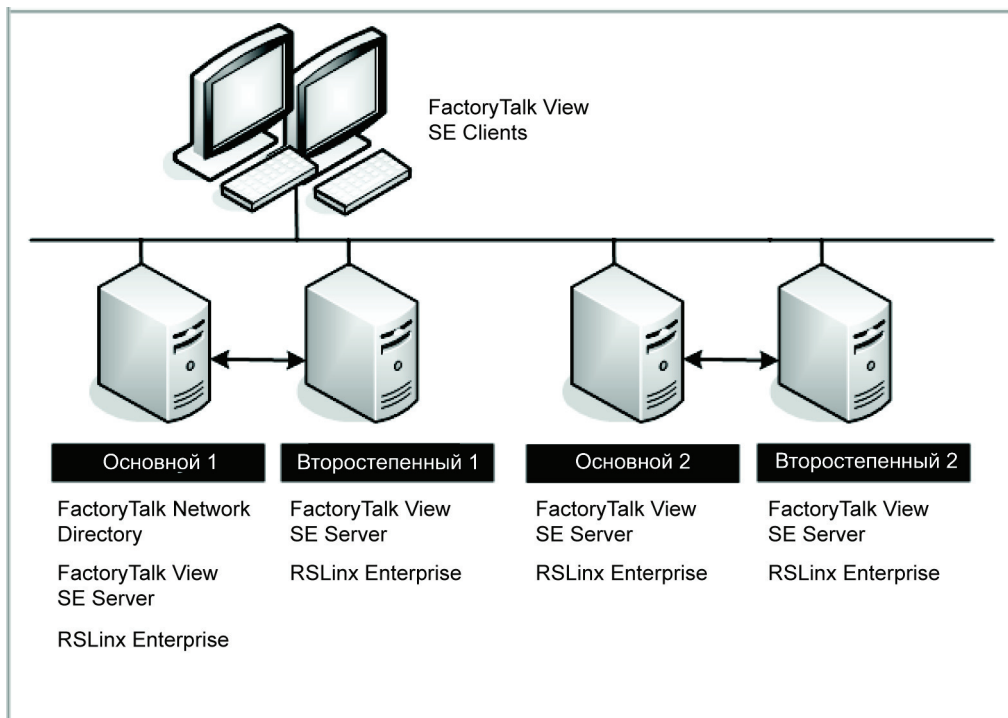 FactoryTalk View
SE Clients
Основной 1
FactoryTalk Network
Directory
FactoryTalk View
SE Server
RSLinx Enterprise
Второстепенный 1
FactoryTalk View
SE Server
RSLinx Enterprise
Основной 2
FactoryTalk View
SE Server
RSLinx Enterprise
Второстепенный 2
FactoryTalk View
SE Server
RSLinx Enterprise